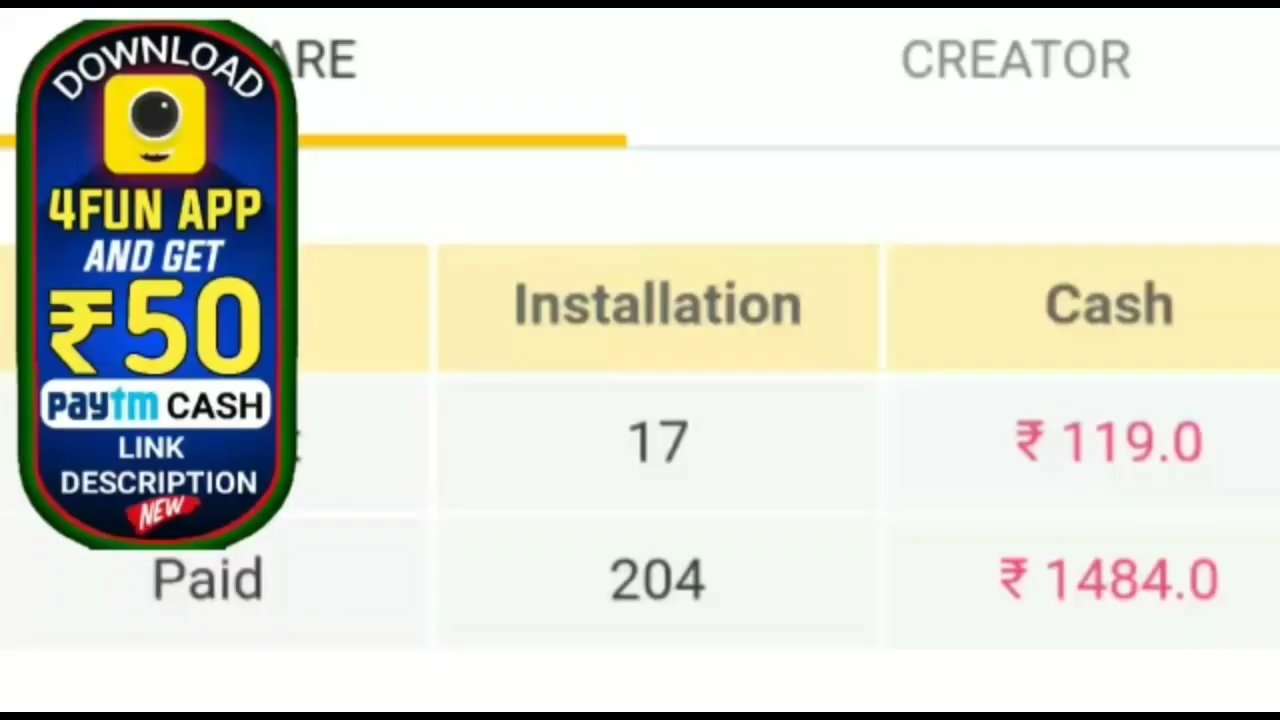 DOWNLOAD
4FUN APP
AND GET
₹50
paytm CASH
LINK
DESCRIPTION
NEW
CREATOR
Installation
Cash
17
₹ 119.0
Paid
204
₹ 1484.0